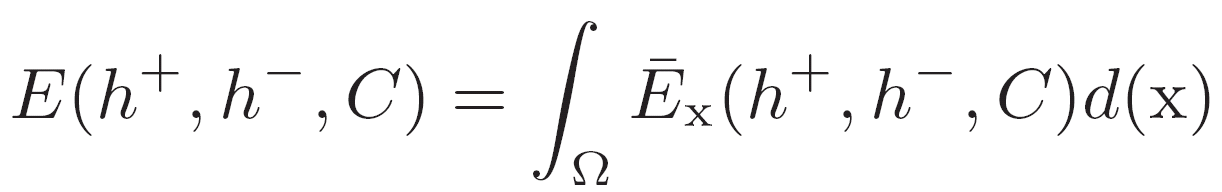 E(h⁺, h⁻, C) = ∫_Ω Ē_x(h⁺, h⁻, C)d(x)